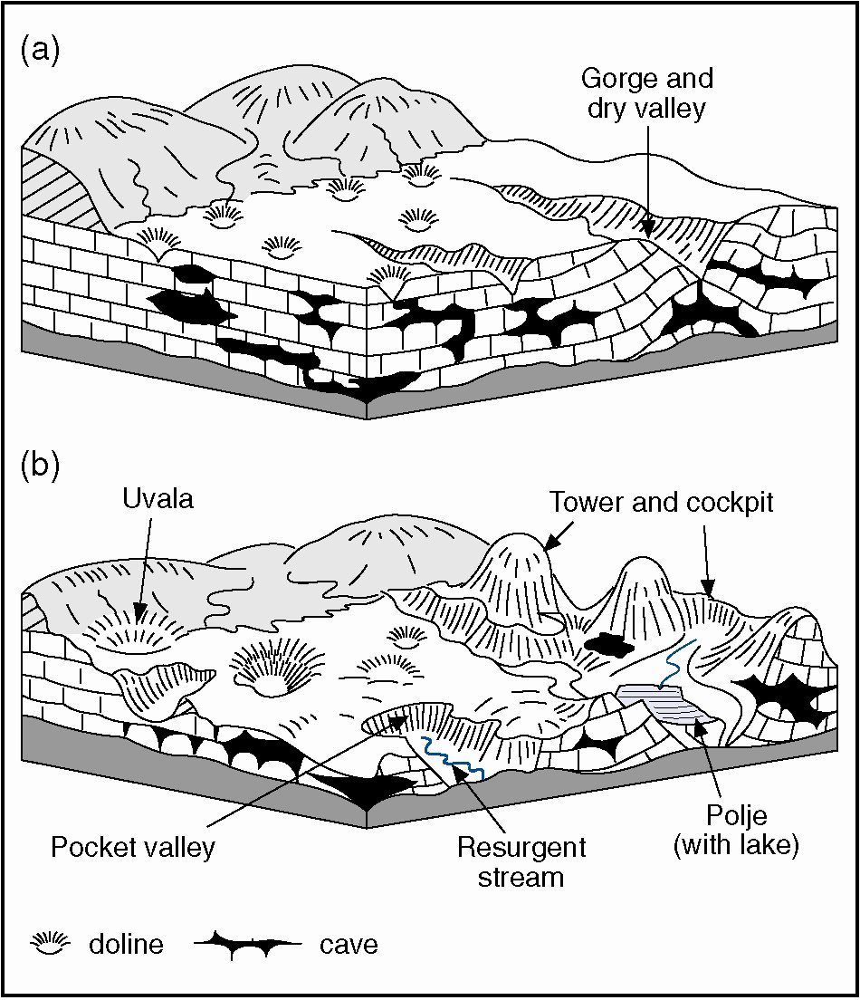 (a)
Gorge and
dry valley
(b)
Uvala
Tower and cockpit
Pocket valley
Resurgent
stream
Polje
(with lake)
doline
cave